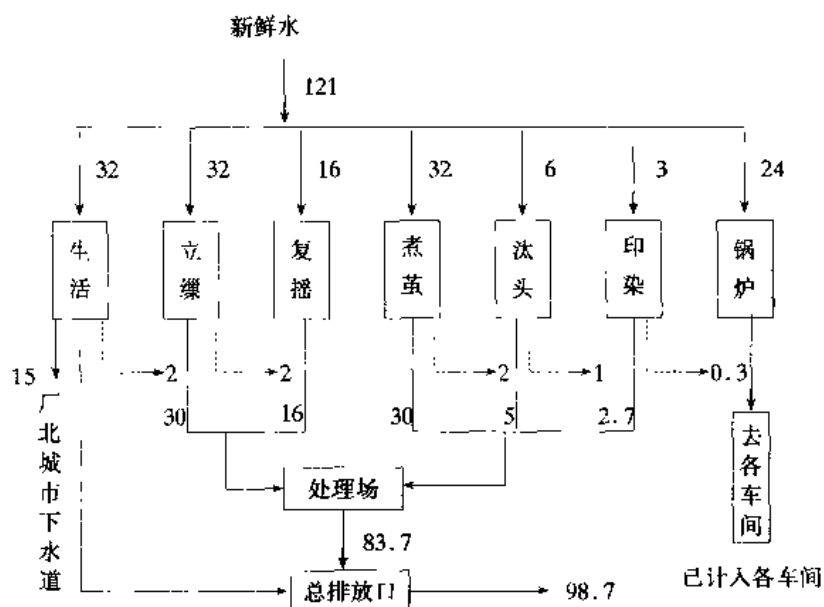 新鲜水
121
32 32 16 32 6 3 24
生活 立缫 复摇 煮茧 汰头 印染 锅炉
15 2 2 2 1 0.3
30 16 30 5 2.7
厂北城市下水道
去各车间
处理场
83.7
已计入各车间
总排放口 98.7